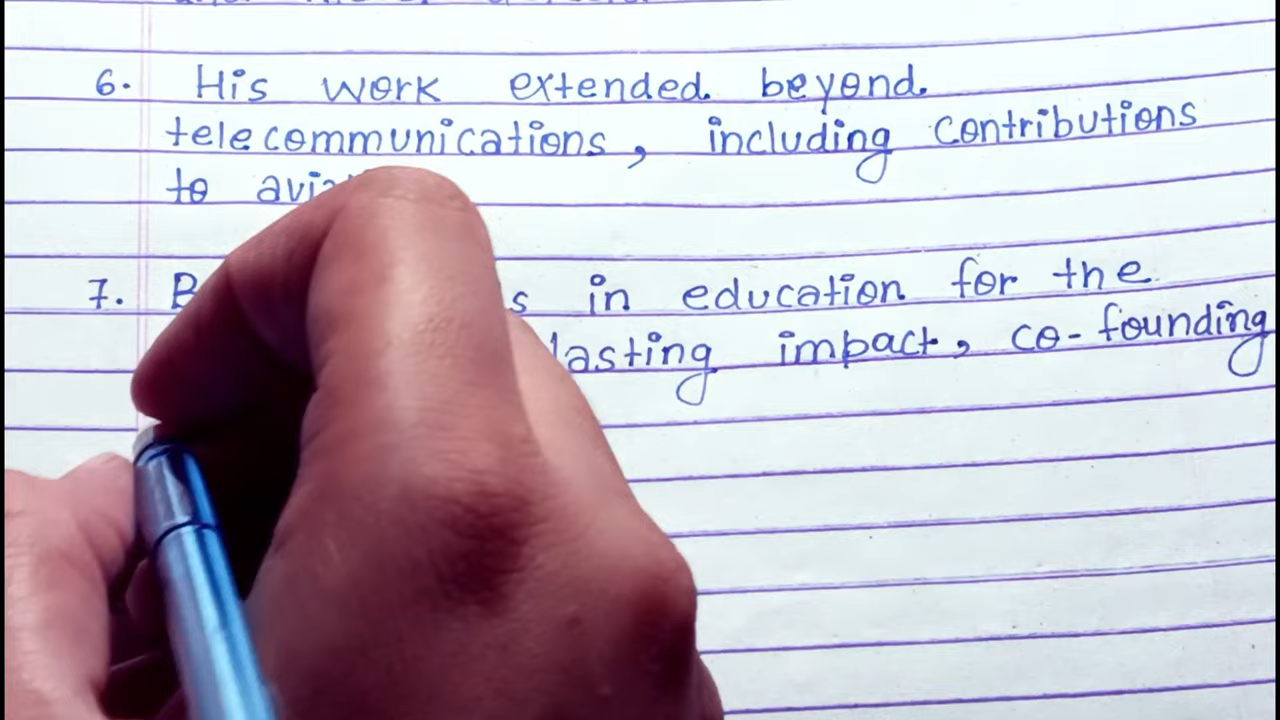 6. His work extended beyond
telecommunications, including contributions
to
7. in education for the
lasting impact, co-founding